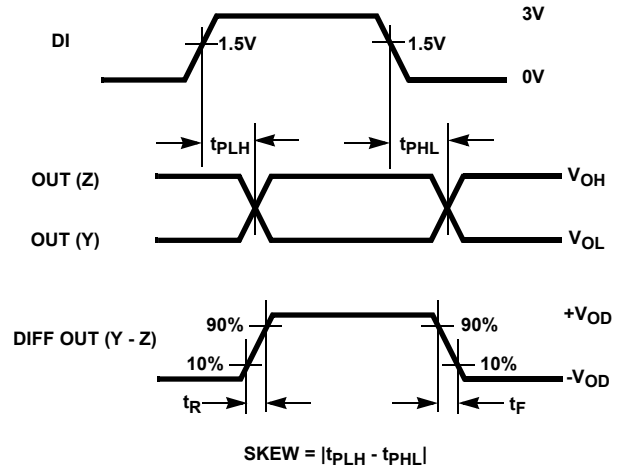 3V
DI
1.5V
1.5V
0V
tPLH
tPHL
OUT (Z)
VOH
OUT (Y)
VOL
+VOD
90%
90%
DIFF OUT (Y - Z)
10%
10%
-VOD
tR
tF
SKEW = |tPLH - tPHL|